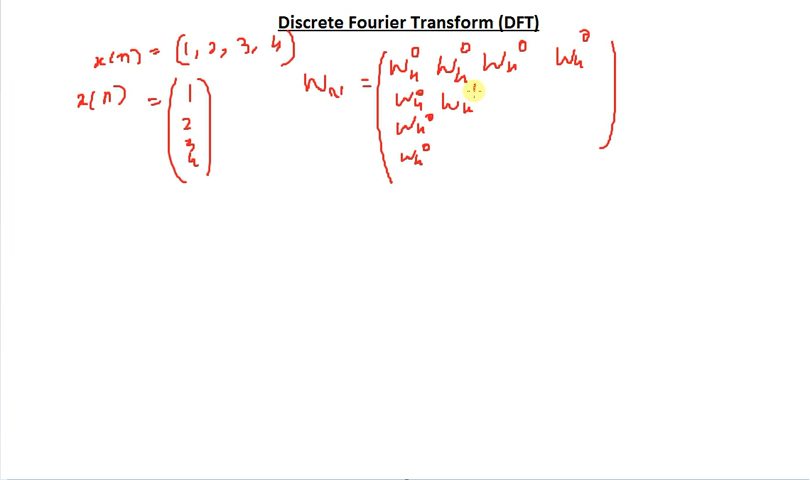 Discrete Fourier Transform (DFT)
x(n) = (1, 2, 3, 4)
x(n) = (1
2
3
4)
W_N = (W_4^0 W_4^0 W_4^0 W_4^0
W_4^0 W_4^1
W_4^0
W_4^0)